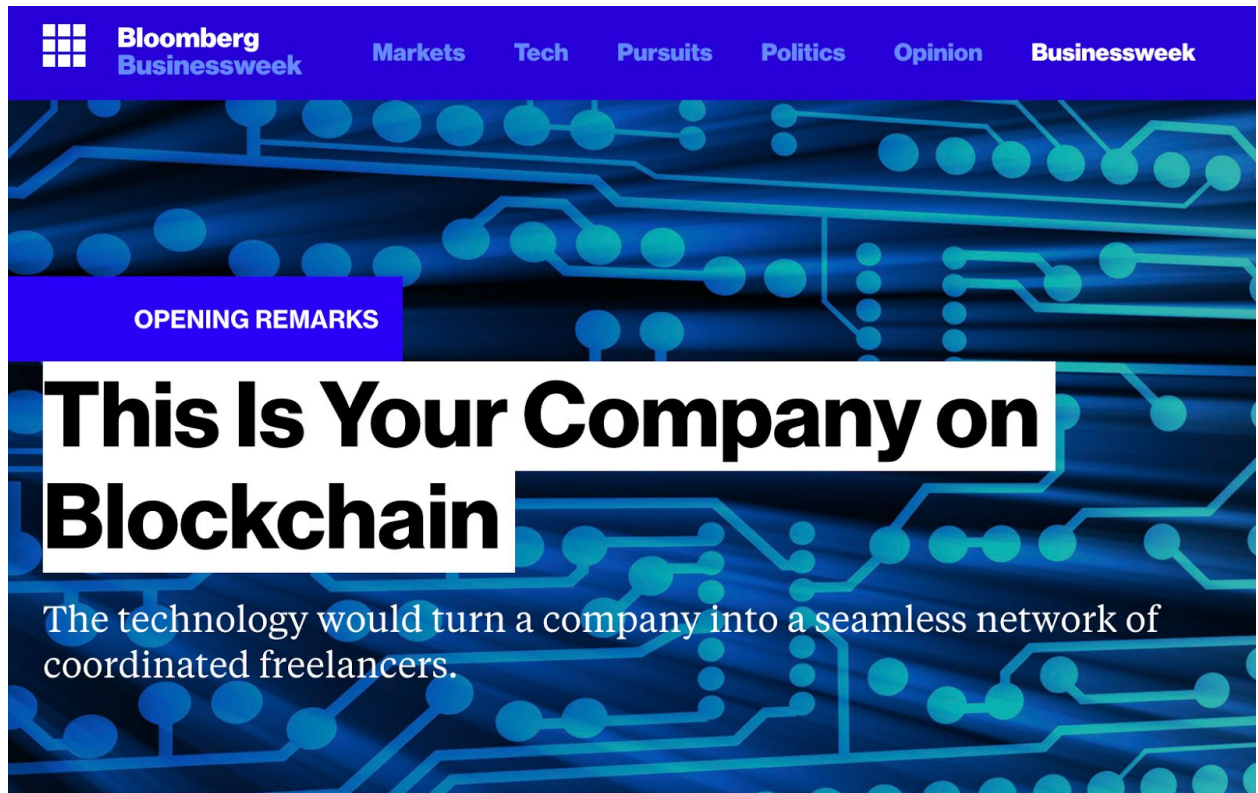 Bloomberg
Businessweek
Markets Tech Pursuits Politics Opinion Businessweek
OPENING REMARKS
This Is Your Company on
Blockchain
The technology would turn a company into a seamless network of
coordinated freelancers.